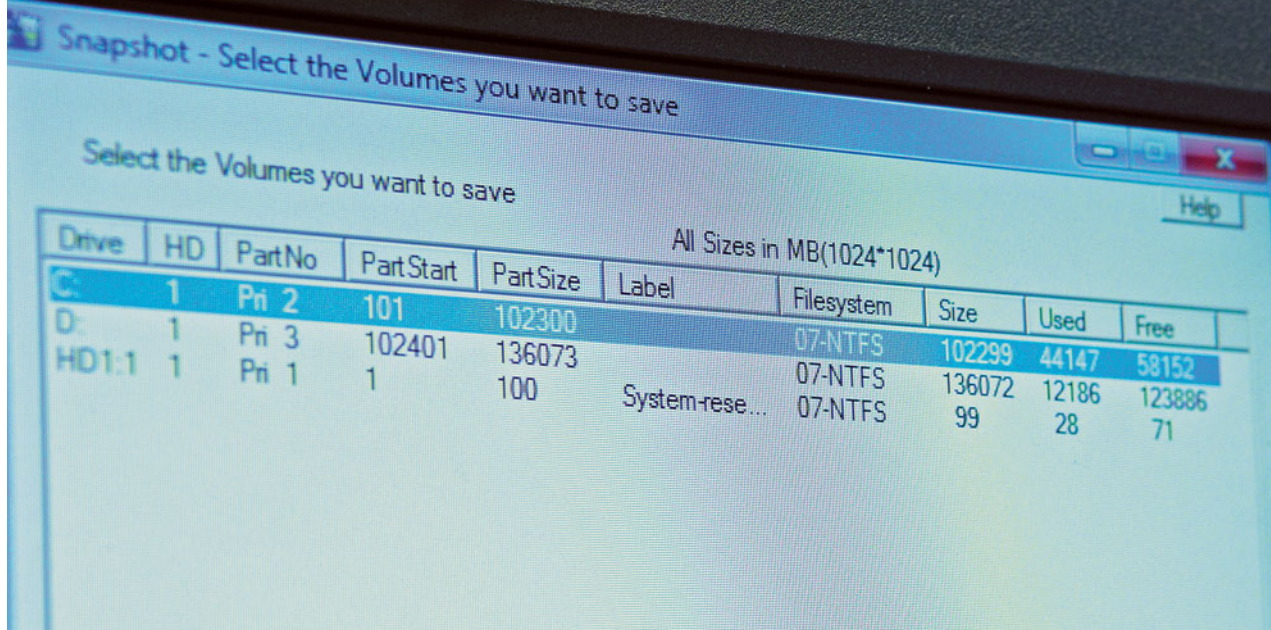 Snapshot - Select the Volumes you want to save
Select the Volumes you want to save
Help
All Sizes in MB(1024*1024)
Drive HD PartNo PartStart PartSize Label Filesystem Size Used Free
C: 1 Pri 2 101 102300 07-NTFS 102299 44147 58152
D: 1 Pri 3 102401 136073 07-NTFS 136072 12186 123886
HD1:1 1 Pri 1 1 100 System-rese... 07-NTFS 99 28 71